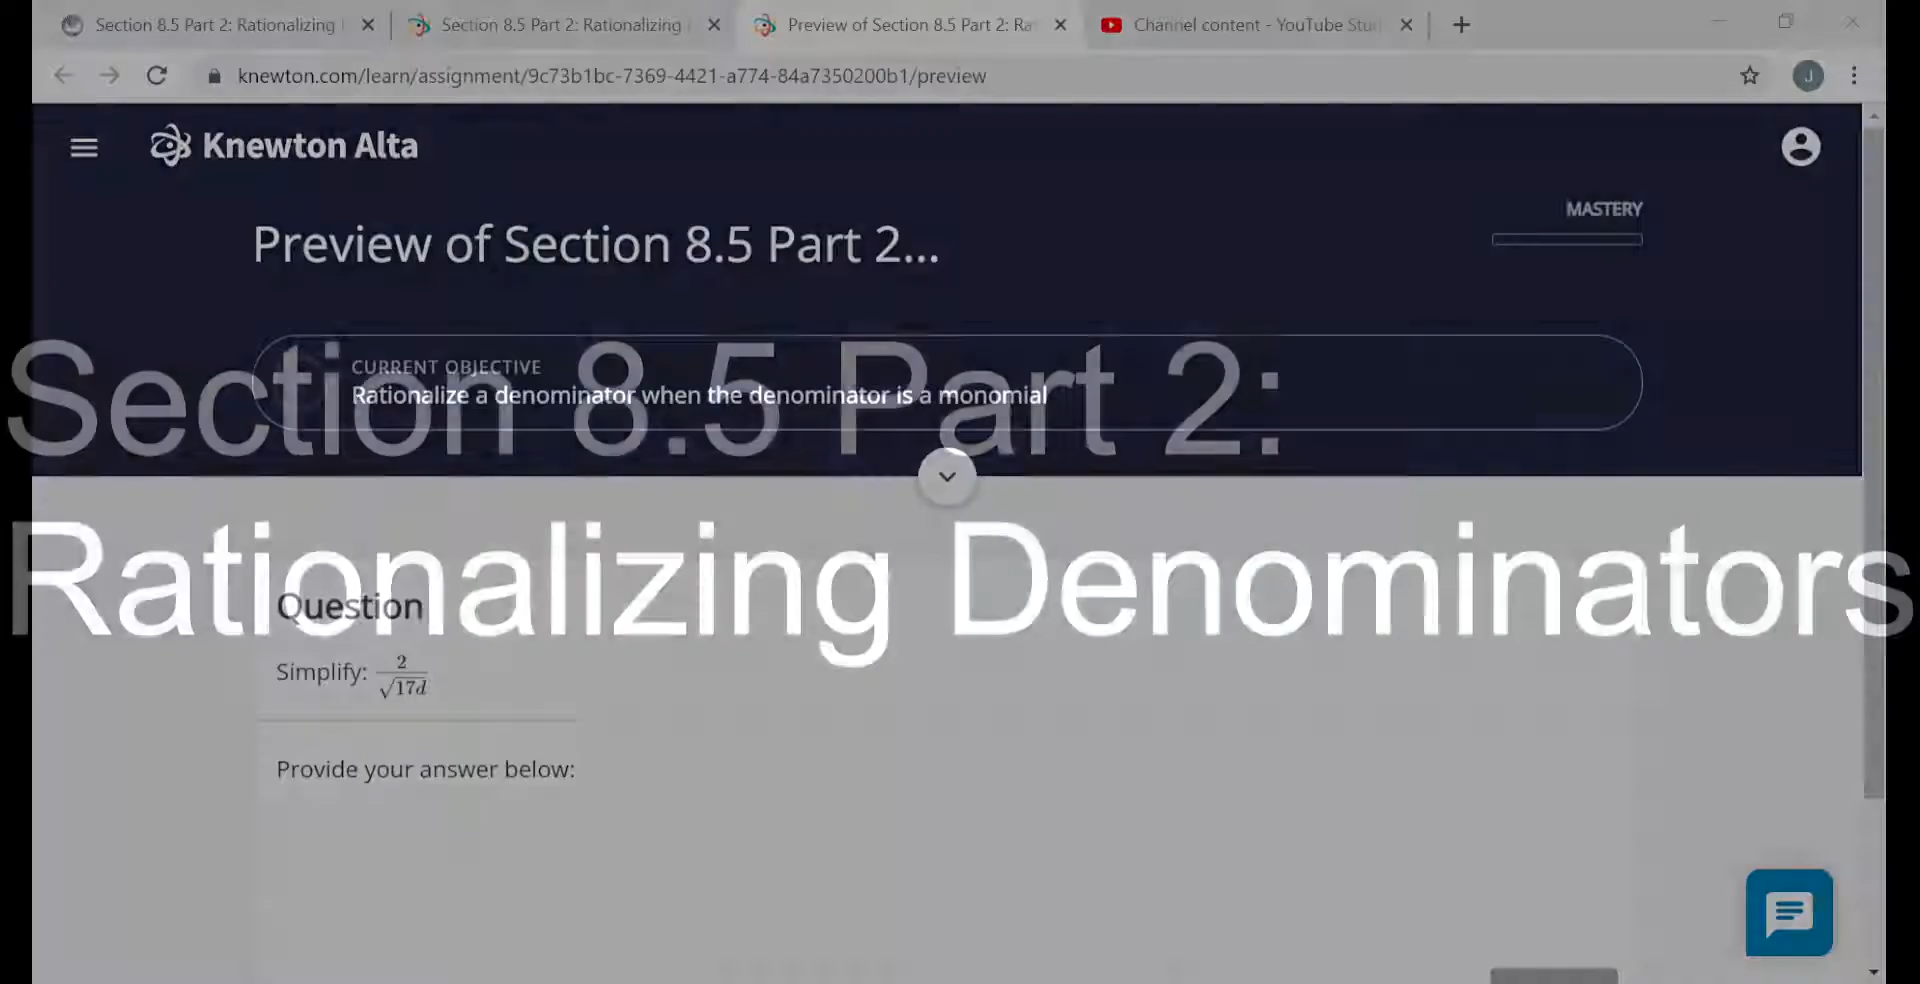 Section 8.5 Part 2: Rationalizing
Section 8.5 Part 2: Rationalizing
Preview of Section 8.5 Part 2: Ra
Channel content - YouTube Stu
knewton.com/learn/assignment/9c73b1bc-7369-4421-a774-84a7350200b1/preview
J
Knewton Alta
MASTERY
Preview of Section 8.5 Part 2...
CURRENT OBJECTIVE
Rationalize a denominator when the denominator is a monomial
Section 8.5 Part 2:
Rationalizing Denominators
Question
Simplify: 2/√17d
Provide your answer below: